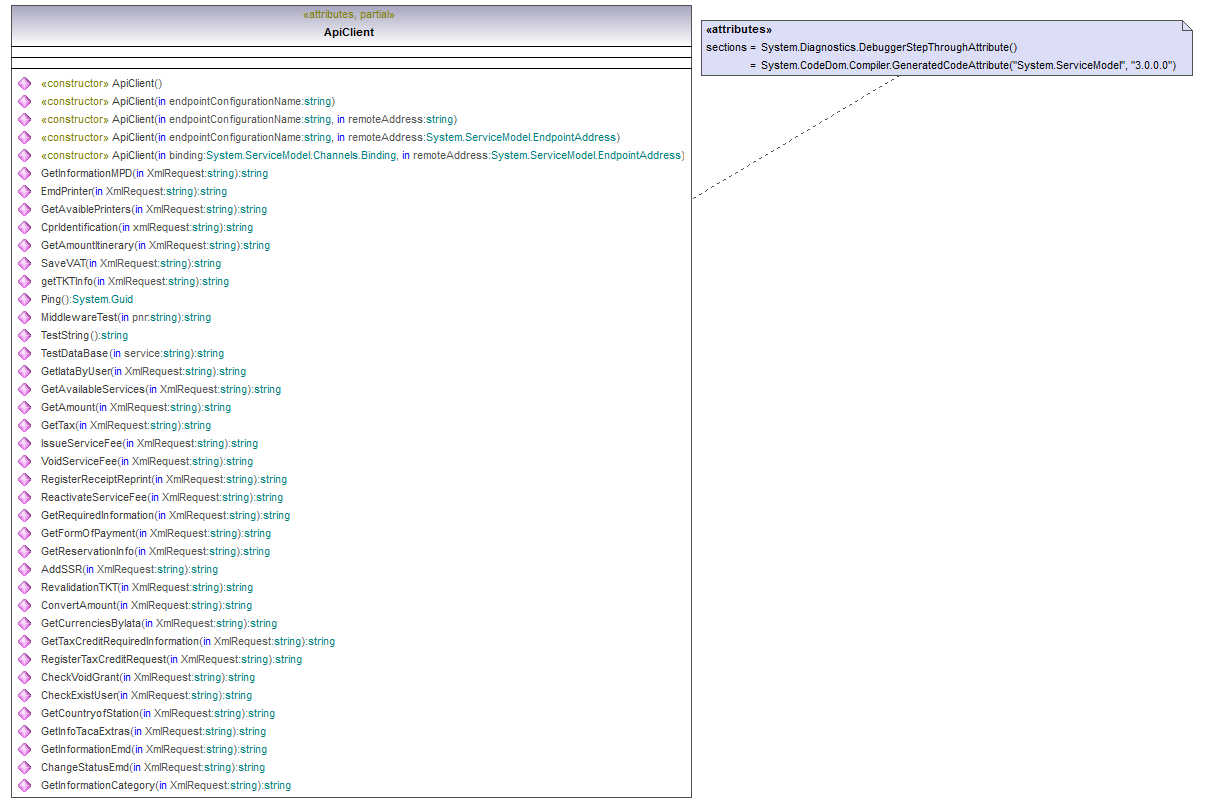 «attributes, partial»
ApiClient
«constructor» ApiClient()
«constructor» ApiClient(in endpointConfigurationName:string)
«constructor» ApiClient(in endpointConfigurationName:string, in remoteAddress:string)
«constructor» ApiClient(in endpointConfigurationName:string, in remoteAddress:System.ServiceModel.EndpointAddress)
«constructor» ApiClient(in binding:System.ServiceModel.Channels.Binding, in remoteAddress:System.ServiceModel.EndpointAddress)
GetInformationMPD(in XmlRequest:string):string
EmdPrinter(in XmlRequest:string):string
GetAvaiblePrinters(in XmlRequest:string):string
CprIdentification(in xmlRequest:string):string
GetAmountItinerary(in XmlRequest:string):string
SaveVAT(in XmlRequest:string):string
getTKTInfo(in XmlRequest:string):string
Ping():System.Guid
MiddlewareTest(in pnr:string):string
TestString():string
TestDataBase(in service:string):string
GetIataByUser(in XmlRequest:string):string
GetAvailableServices(in XmlRequest:string):string
GetAmount(in XmlRequest:string):string
GetTax(in XmlRequest:string):string
IssueServiceFee(in XmlRequest:string):string
VoidServiceFee(in XmlRequest:string):string
RegisterReceiptReprint(in XmlRequest:string):string
ReactivateServiceFee(in XmlRequest:string):string
GetRequiredInformation(in XmlRequest:string):string
GetFormOfPayment(in XmlRequest:string):string
GetReservationInfo(in XmlRequest:string):string
AddSSR(in XmlRequest:string):string
RevalidationTKT(in XmlRequest:string):string
ConvertAmount(in XmlRequest:string):string
GetCurrenciesByIata(in XmlRequest:string):string
GetTaxCreditRequiredInformation(in XmlRequest:string):string
RegisterTaxCreditRequest(in XmlRequest:string):string
CheckVoidGrant(in XmlRequest:string):string
CheckExistUser(in XmlRequest:string):string
GetCountryofStation(in XmlRequest:string):string
GetInfoTacaExtras(in XmlRequest:string):string
GetInformationEmd(in XmlRequest:string):string
ChangeStatusEmd(in XmlRequest:string):string
GetInformationCategory(in XmlRequest:string):string
«attributes»
sections = System.Diagnostics.DebuggerStepThroughAttribute()
= System.CodeDom.Compiler.GeneratedCodeAttribute("System.ServiceModel", "3.0.0.0")